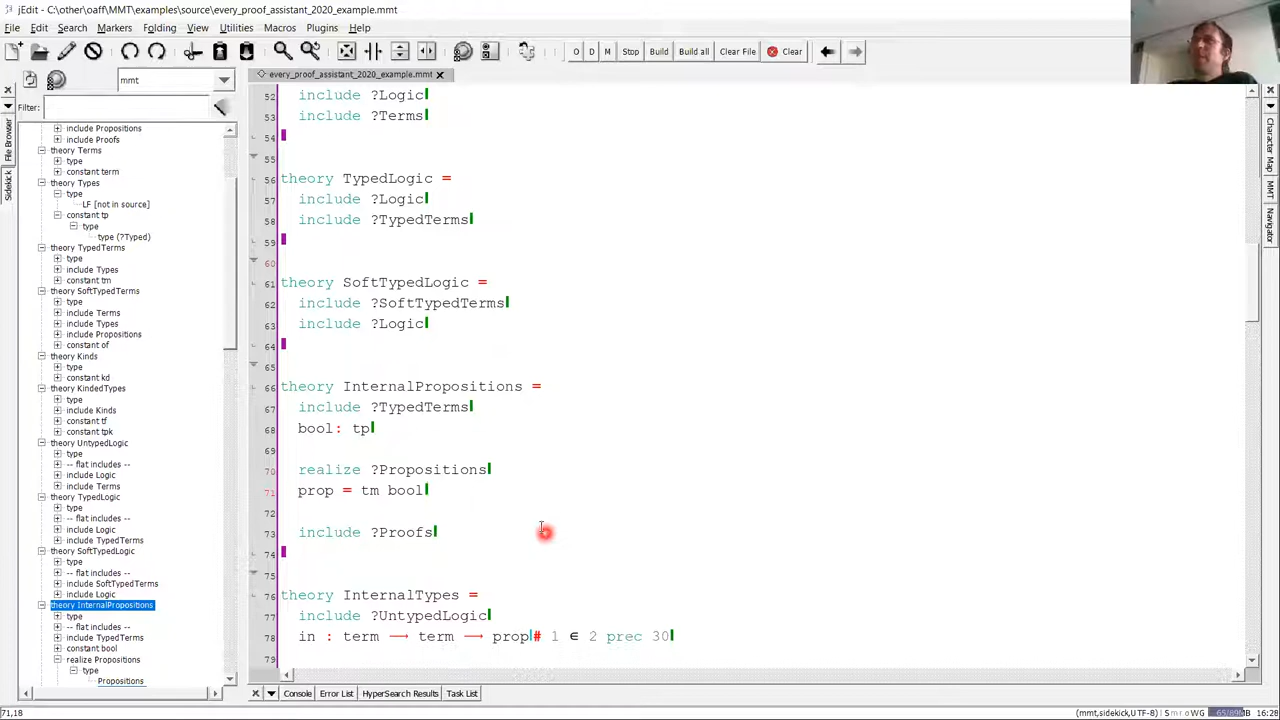 jEdit - C:\other\oaff\MMT\examples\source\every_proof_assistant_2020_example.mmt
File Edit Search Markers Folding View Utilities Macros Plugins Help
O D M Stop Build Build all Clear File Clear
mmt
every_proof_assistant_2020_example.mmt
Filter:
File Browser
Sidekick
include Propositions
include Proofs
theory Terms
type
constant term
theory Types
type
LF [not in source]
constant tp
type
type (?Typed)
theory TypedTerms
type
include Types
constant tm
theory SoftTypedTerms
type
include Terms
include Types
include Propositions
constant of
theory Kinds
type
constant kd
theory KindedTypes
type
include Kinds
constant tf
constant tpk
theory UntypedLogic
type
-- flat includes --
include Logic
include Terms
theory TypedLogic
type
-- flat includes --
include Logic
include TypedTerms
theory SoftTypedLogic
type
-- flat includes --
include SoftTypedTerms
include Logic
theory InternalPropositions
type
-- flat includes --
include TypedTerms
constant bool
realize Propositions
type
Propositions
52 include ?Logic
53 include ?Terms
54
55
56 theory TypedLogic =
57 include ?Logic
58 include ?TypedTerms
59
60
61 theory SoftTypedLogic =
62 include ?SoftTypedTerms
63 include ?Logic
64
65
66 theory InternalPropositions =
67 include ?TypedTerms
68 bool: tp
69
70 realize ?Propositions
71 prop = tm bool
72
73 include ?Proofs
74
75
76 theory InternalTypes =
77 include ?UntypedLogic
78 in : term ⟶ term ⟶ prop # 1 ∈ 2 prec 30
79
Character Map
MMT
Navigator
Console Error List HyperSearch Results Task List
71,18
(mmt,sidekick,UTF-8)
16:28